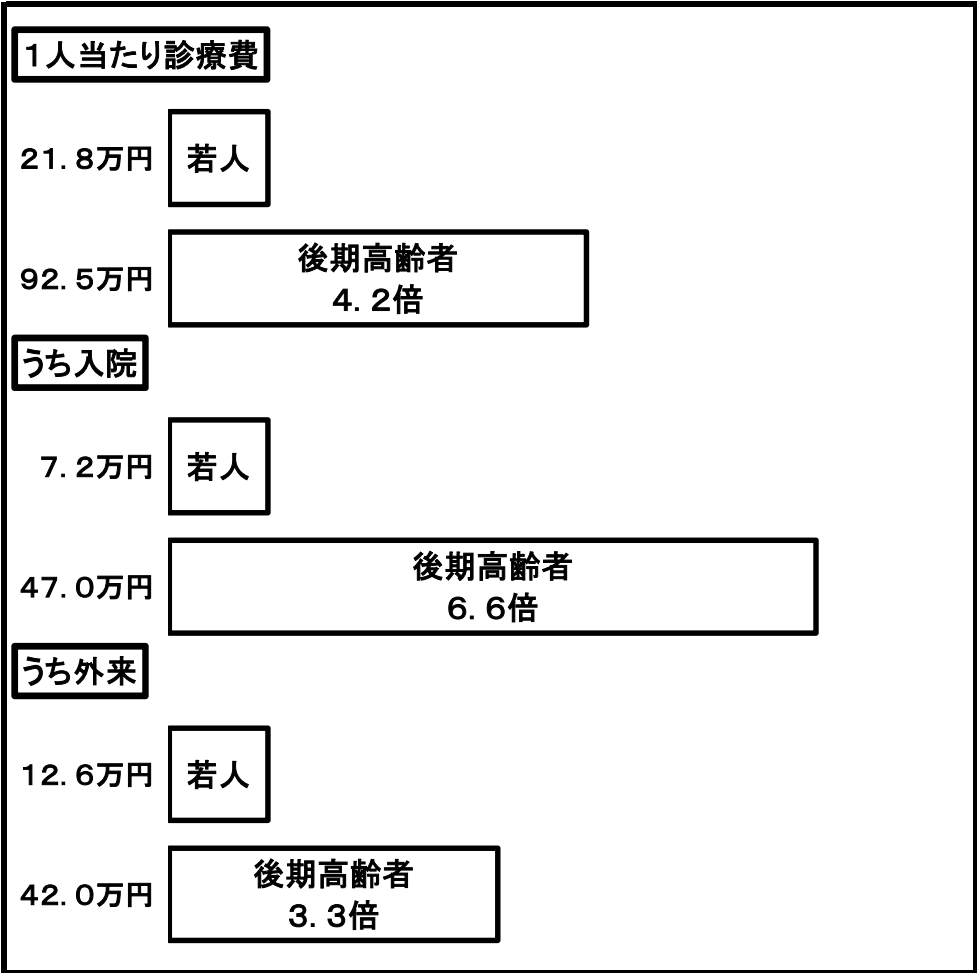 １人当たり診療費
２１．８万円
若人
９２．５万円
後期高齢者
４．２倍
うち入院
７．２万円
若人
４７．０万円
後期高齢者
６．６倍
うち外来
１２．６万円
若人
４２．０万円
後期高齢者
３．３倍